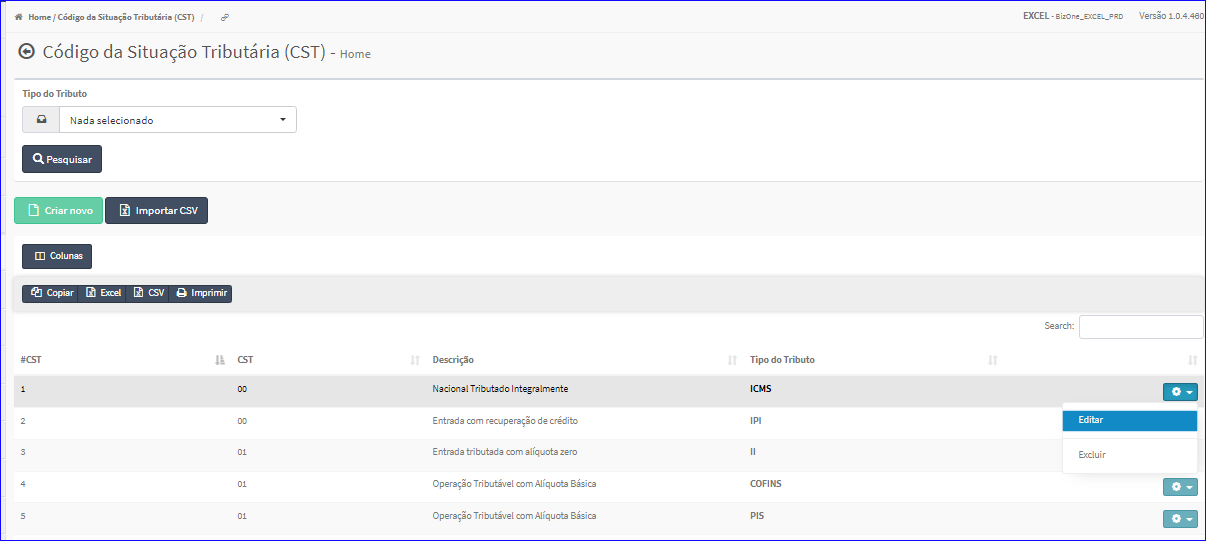 Home / Código da Situação Tributária (CST) /
EXCEL - BizOne_EXCEL_PRD Versão 1.0.4.460
Código da Situação Tributária (CST) - Home
Tipo do Tributo
Nada selecionado
Pesquisar
Criar novo Importar CSV
Colunas
Copiar Excel CSV Imprimir
Search:
#CST CST Descrição Tipo do Tributo
1 00 Nacional Tributado Integralmente ICMS
Editar
2 00 Entrada com recuperação de crédito IPI
3 01 Entrada tributada com alíquota zero II
Excluir
4 01 Operação Tributável com Alíquota Básica COFINS
5 01 Operação Tributável com Alíquota Básica PIS